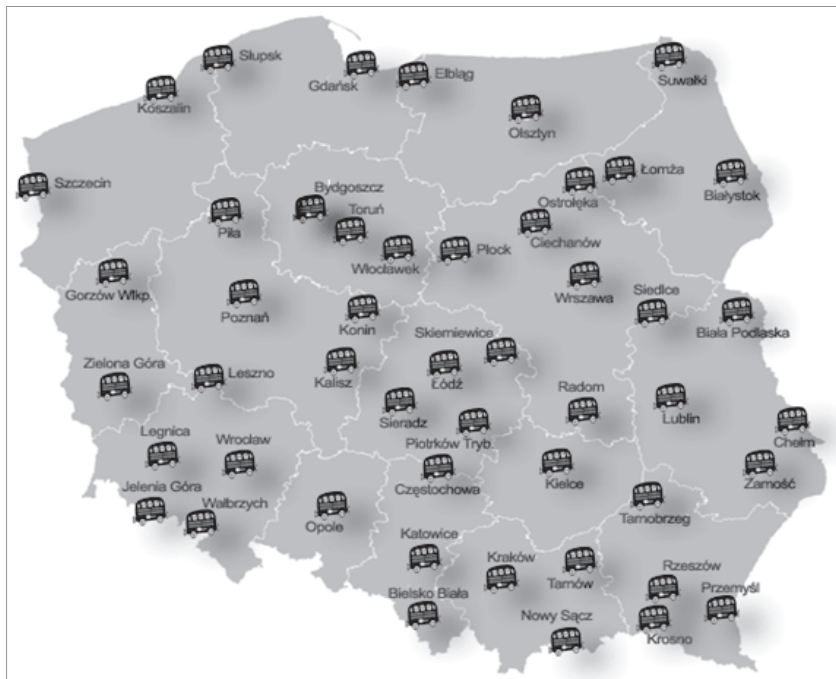 Słupsk
Koszalin
Gdańsk
Elbląg
Suwałki
Olsztyn
Szczecin
Łomża
Białystok
Ostrołęka
Piła
Bydgoszcz
Toruń
Włocławek
Płock
Ciechanów
Gorzów Wlkp.
Poznań
Konin
Wrszawa
Siedlce
Biała Podlaska
Skierniewice
Zielona Góra
Leszno
Kalisz
Łódź
Sieradz
Radom
Lublin
Piotrków Tryb.
Chełm
Legnica
Wrocław
Częstochowa
Kielce
Zamość
Jelenia Góra
Wałbrzych
Opole
Tarnobrzeg
Katowice
Kraków
Tarnów
Rzeszów
Przemyśl
Bielsko Biała
Nowy Sącz
Krosno